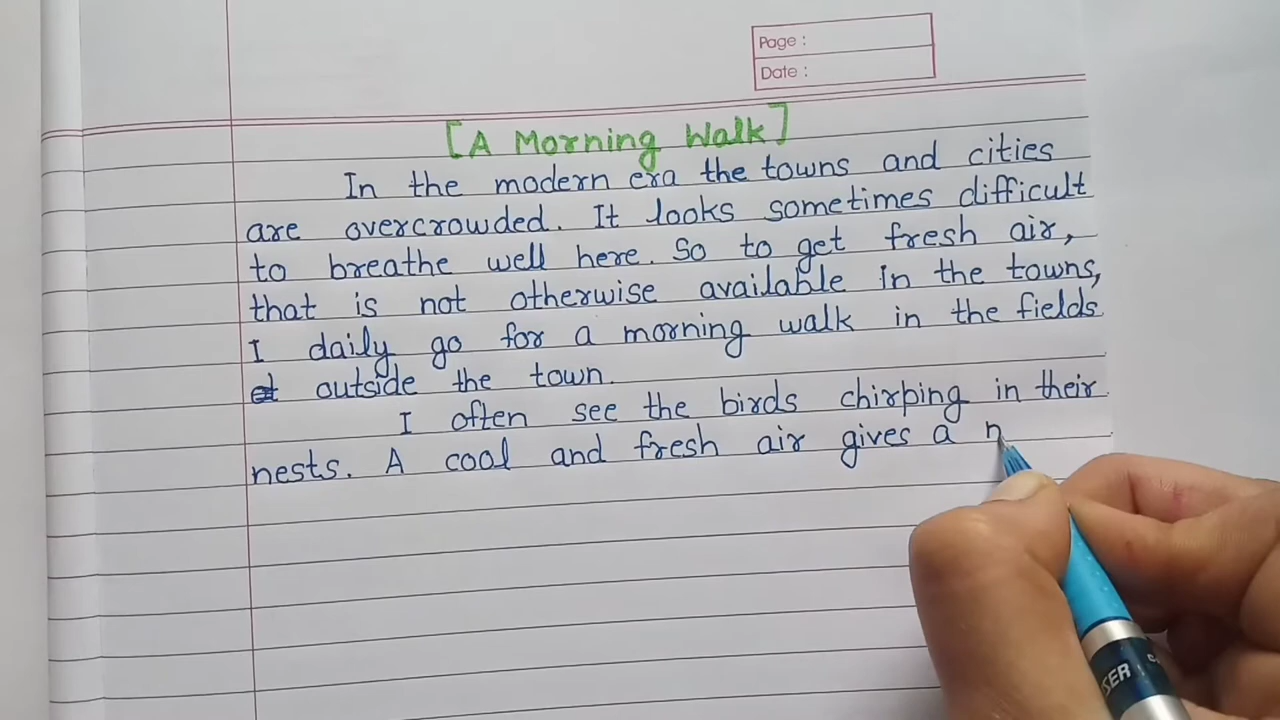 Page :
Date :
[A Morning Walk]
In the modern era the towns and cities
are overcrowded. It looks sometimes difficult
to breathe well here. So to get fresh air,
that is not otherwise available in the towns,
I daily go for a morning walk in the fields
outside the town.
I often see the birds chirping in their
nests. A cool and fresh air gives a n